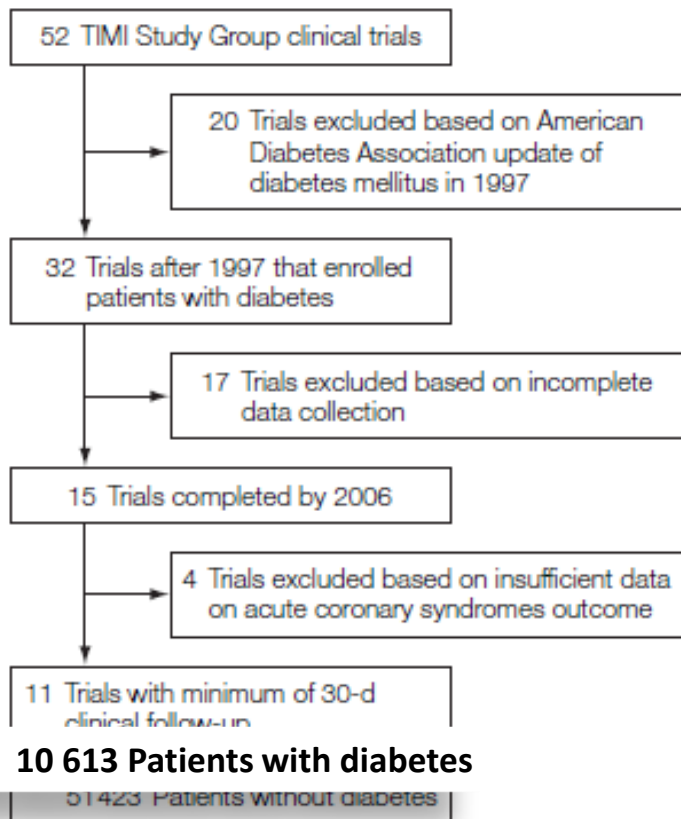 52 TIMI Study Group clinical trials
20 Trials excluded based on American
Diabetes Association update of
diabetes mellitus in 1997
32 Trials after 1997 that enrolled
patients with diabetes
17 Trials excluded based on incomplete
data collection
15 Trials completed by 2006
4 Trials excluded based on insufficient data
on acute coronary syndromes outcome
11 Trials with minimum of 30-d
clinical follow-up
10 613 Patients with diabetes
51423 Patients without diabetes